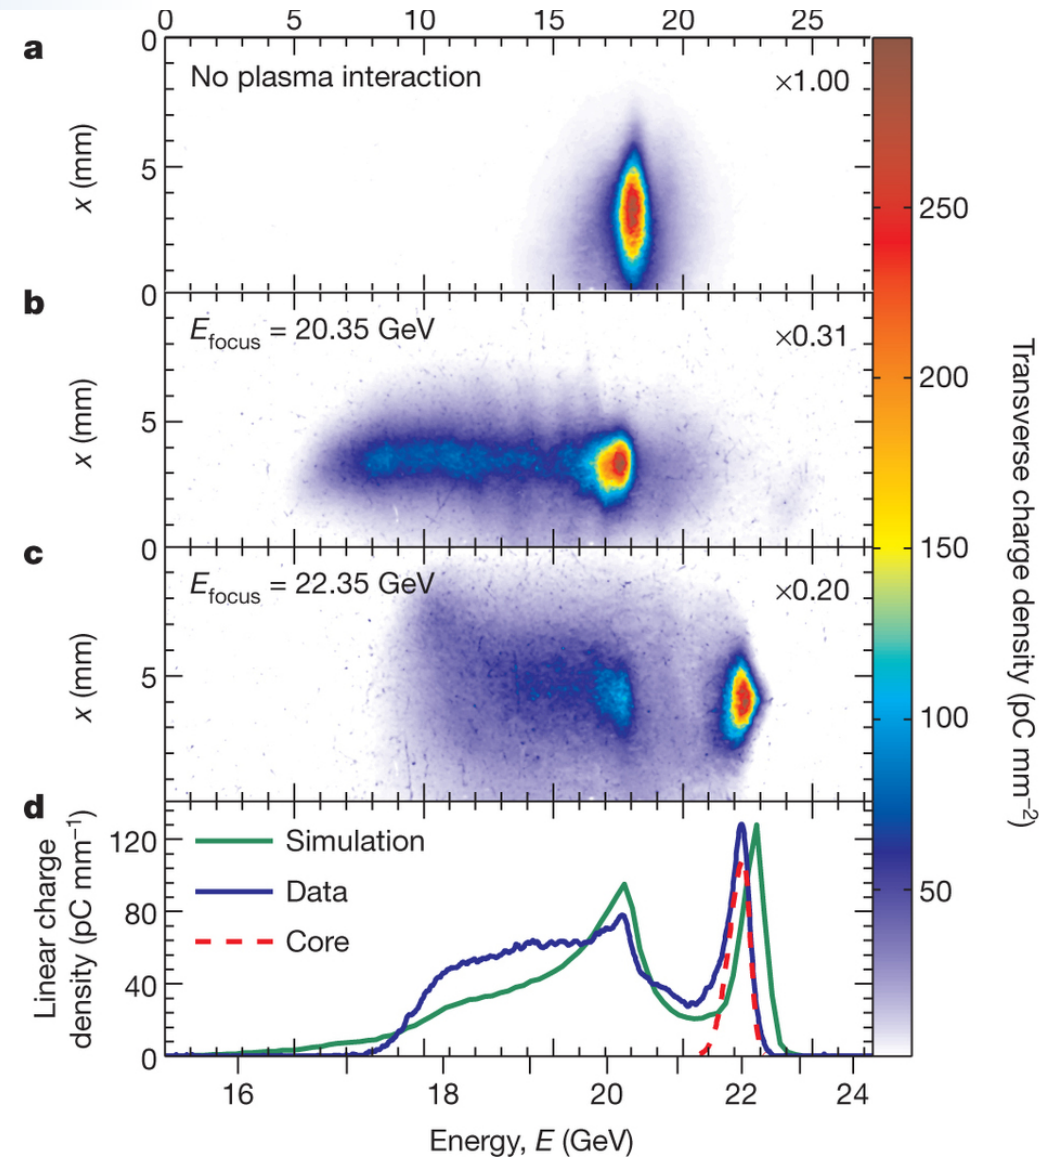 0 5 10 15 20 25
a
0
No plasma interaction
×1.00
x (mm)
5
0
b
E_focus = 20.35 GeV
×0.31
x (mm)
5
0
c
E_focus = 22.35 GeV
×0.20
x (mm)
5
d
Linear charge
density (pC mm⁻¹)
120
80
40
0
Simulation
Data
Core
16 18 20 22 24
Energy, E (GeV)
250
200
150
100
50
Transverse charge density (pC mm⁻²)